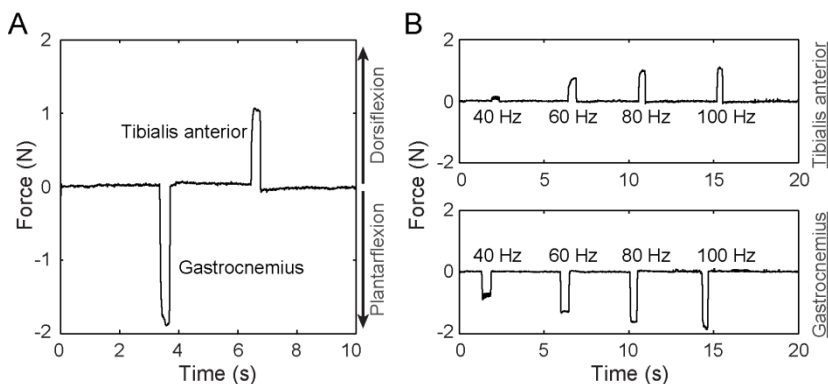 A
2
1
0
-1
-2
Force (N)
Tibialis anterior
Gastrocnemius
Dorsiflexion
Plantarflexion
0 2 4 6 8 10
Time (s)
B
2
0
-2
40 Hz 60 Hz 80 Hz 100 Hz
0 5 10 15 20
Tibialis anterior
Force (N)
2
0
-2
40 Hz 60 Hz 80 Hz 100 Hz
0 5 10 15 20
Time (s)
Gastrocnemius